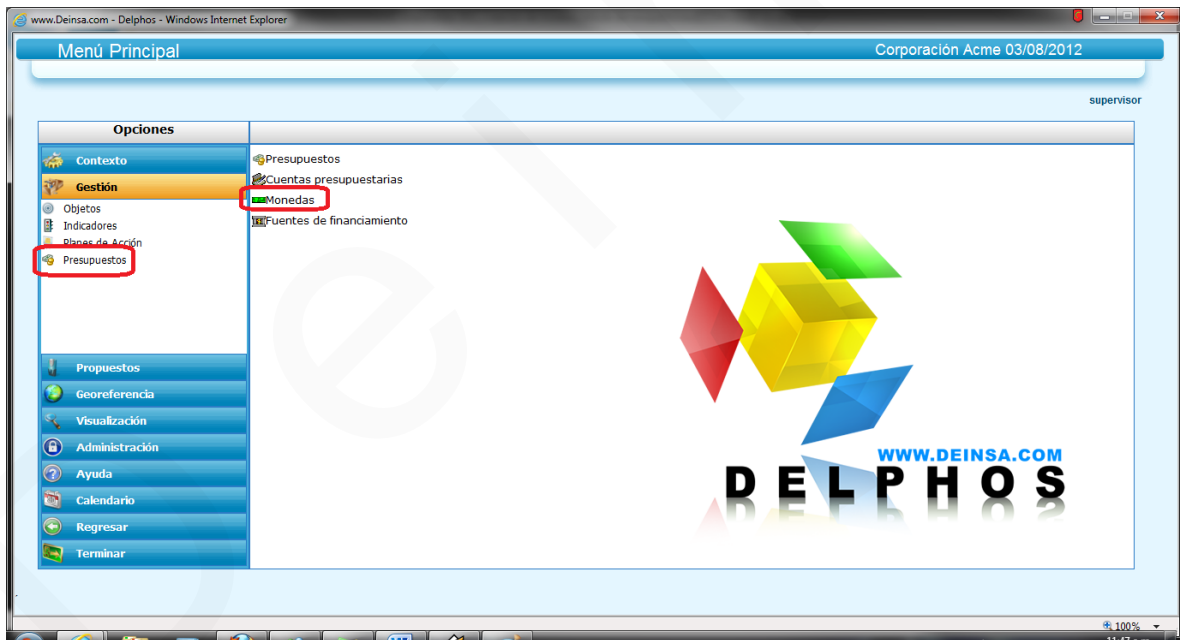 www.Deinsa.com - Delphos - Windows Internet Explorer
Menú Principal
Corporación Acme 03/08/2012
supervisor
Opciones
Contexto
Gestión
Objetos
Indicadores
Planes de Acción
Presupuestos
Propuestos
Georeferencia
Visualización
Administración
Ayuda
Calendario
Regresar
Terminar
Presupuestos
Cuentas presupuestarias
Monedas
Fuentes de financiamiento
WWW.DEINSA.COM
DELPHOS
100%